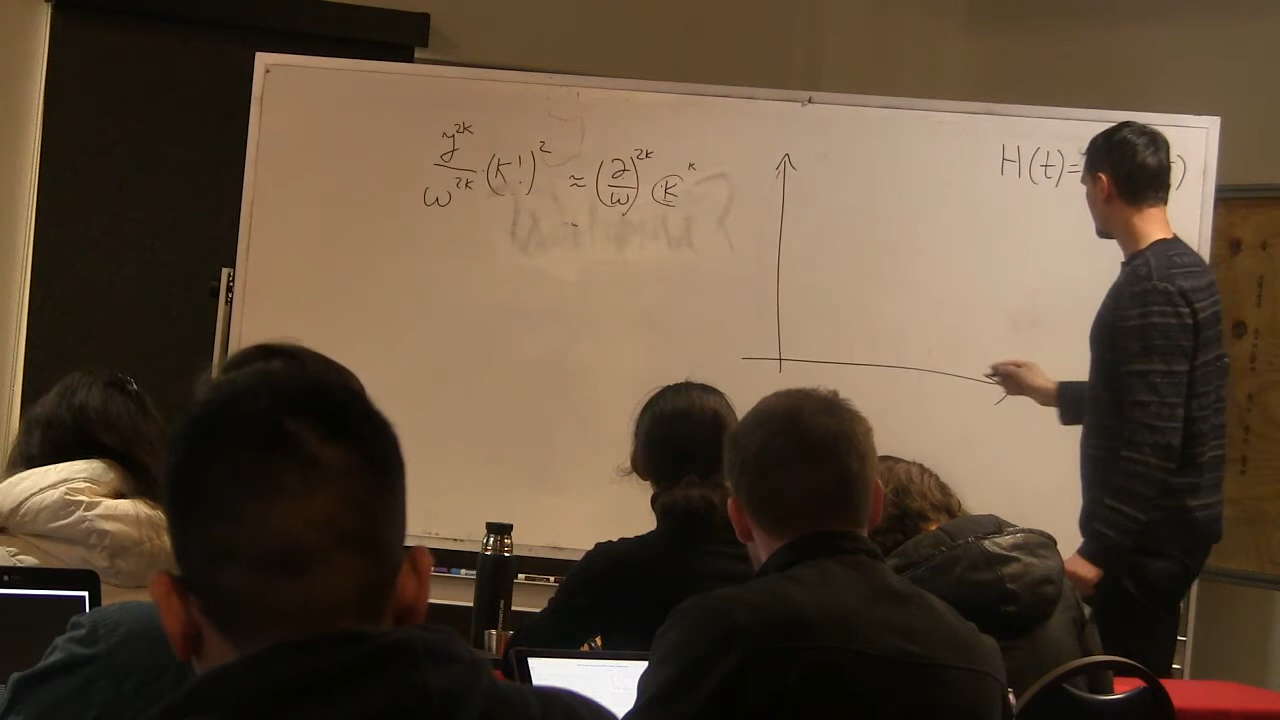 y^2k / ω^2k · (k!)^2 ≈ (2/ω)^2k (k)^k
H(t)=